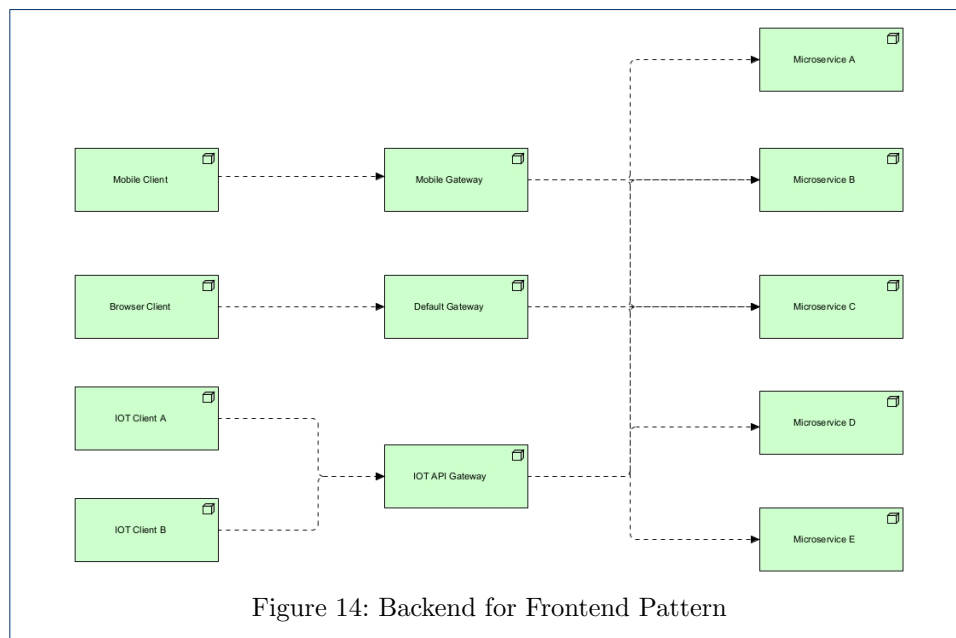 Microservice A
Mobile Client
Mobile Gateway
Microservice B
Browser Client
Default Gateway
Microservice C
IOT Client A
Microservice D
IOT API Gateway
IOT Client B
Microservice E
Figure 14: Backend for Frontend Pattern